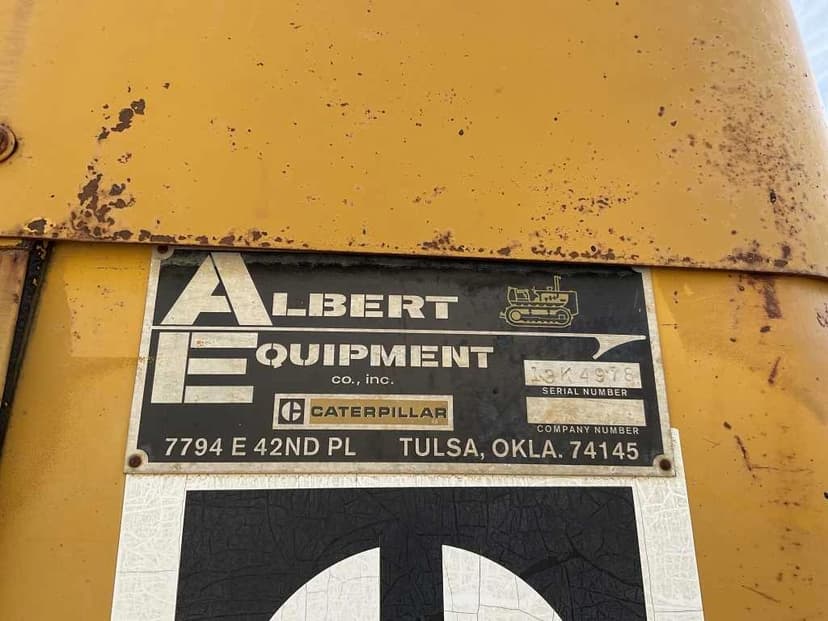 ALBERT
EQUIPMENT
co., inc.
C CATERPILLAR
13K4978
SERIAL NUMBER
COMPANY NUMBER
7794 E 42ND PL TULSA, OKLA. 74145